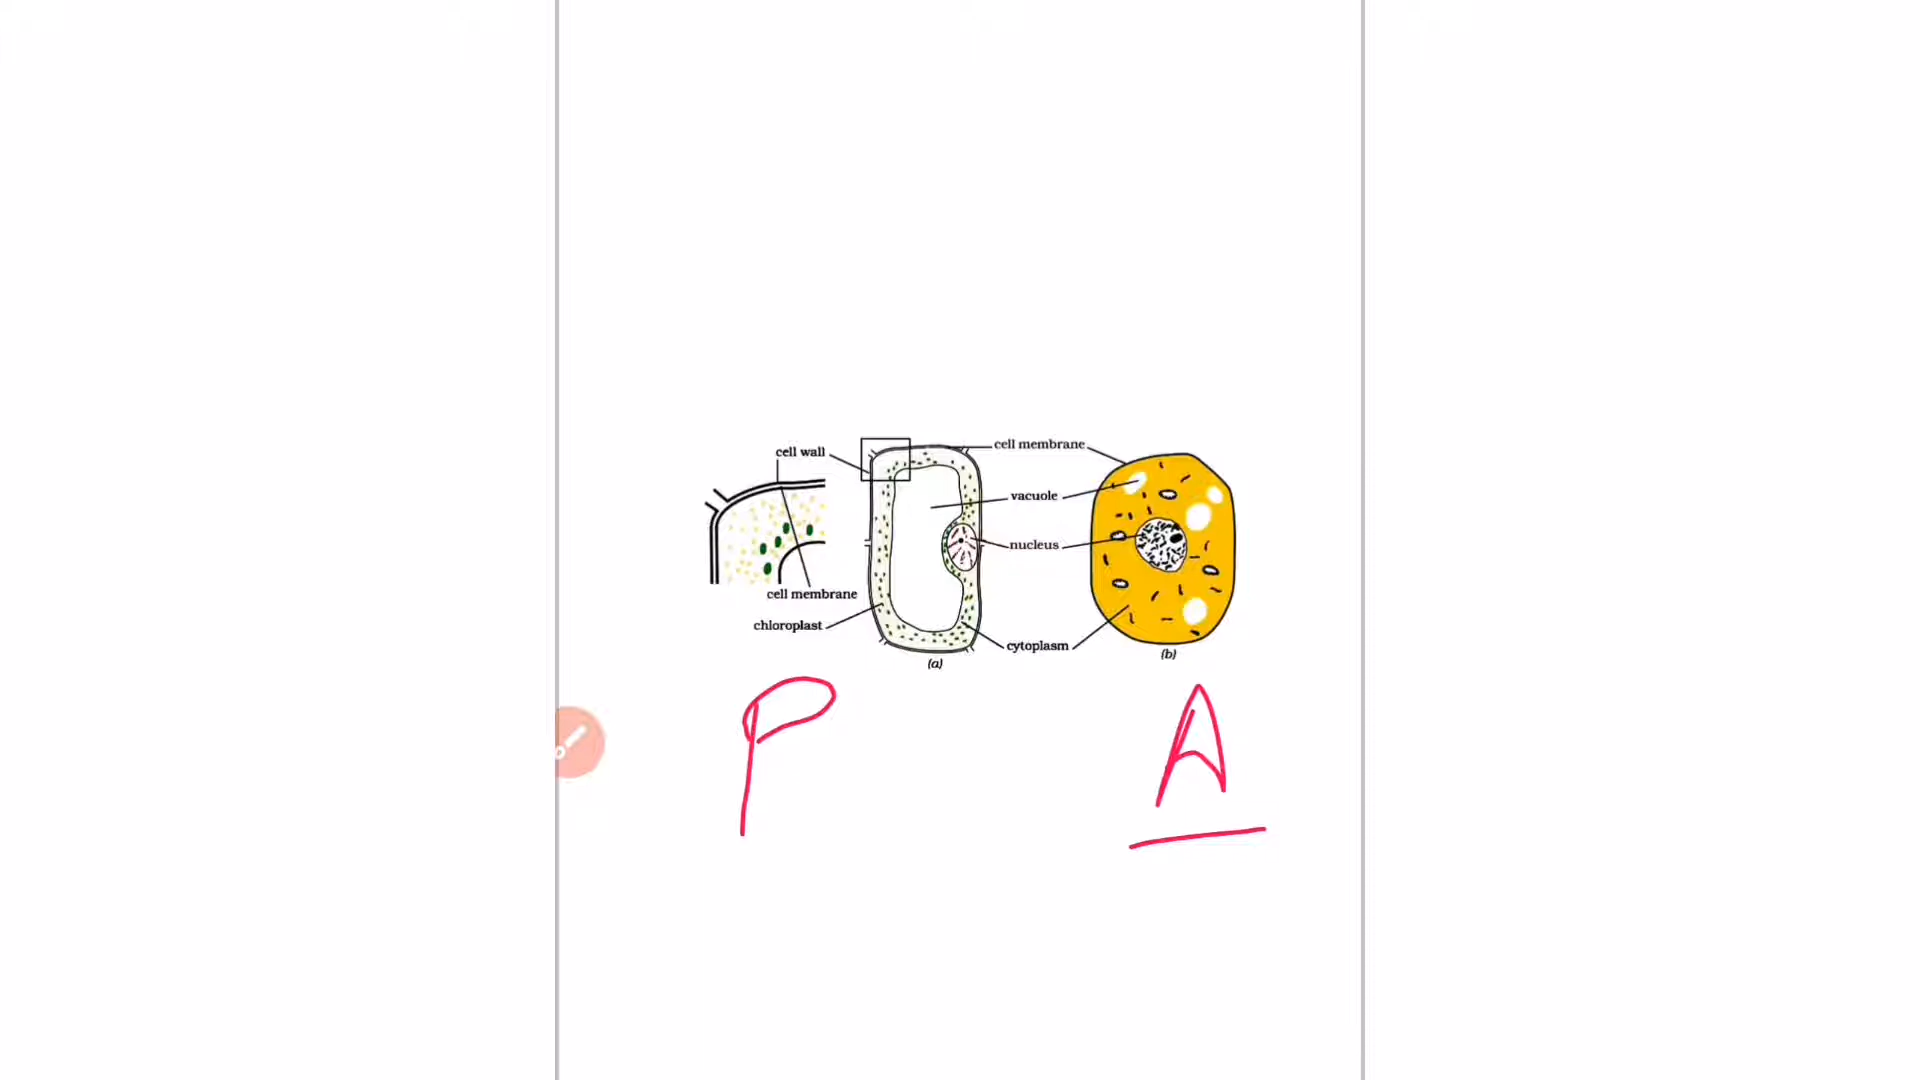 cell membrane
cell wall
vacuole
nucleus
cell membrane
chloroplast
cytoplasm
(a)
(b)
P
A